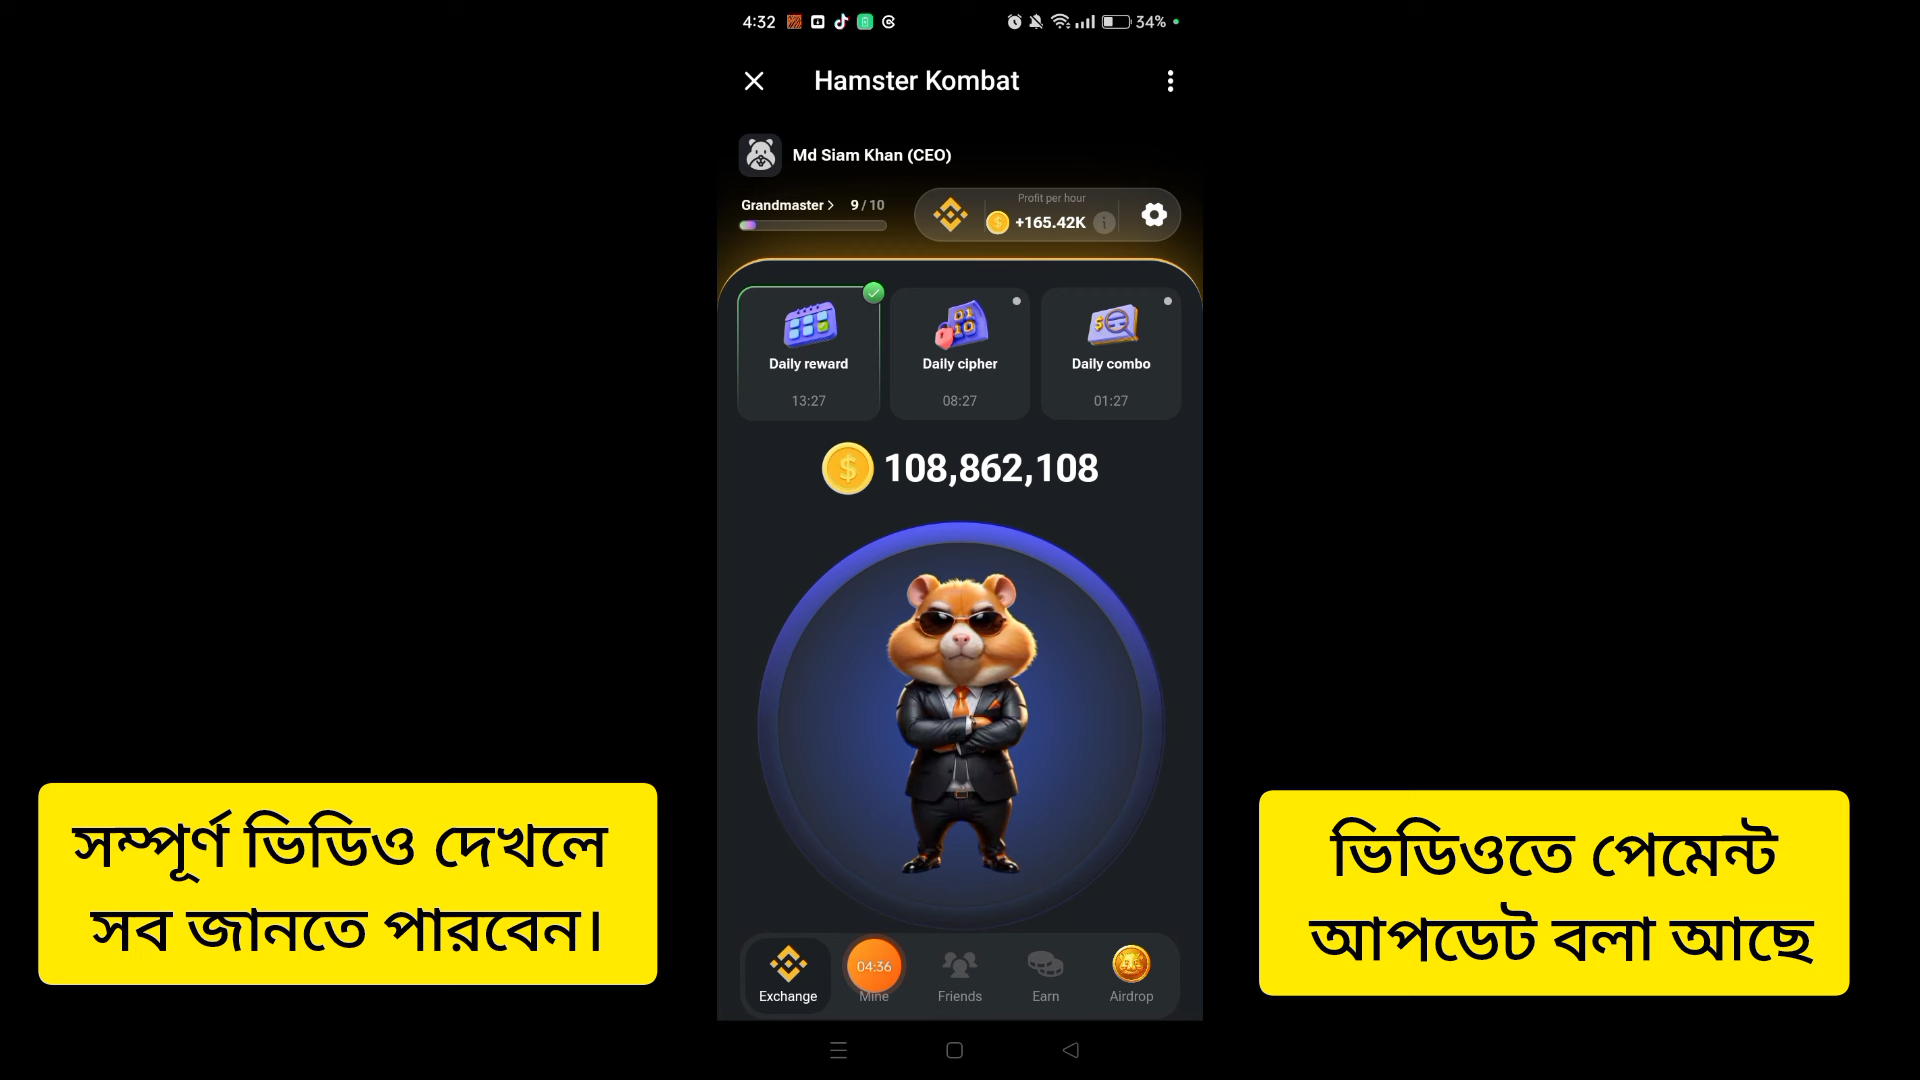 4:32
34%
Hamster Kombat
Md Siam Khan (CEO)
Grandmaster > 9 / 10
Profit per hour
+165.42K
Daily reward
13:27
Daily cipher
08:27
Daily combo
01:27
108,862,108
সম্পূর্ণ ভিডিও দেখলে
সব জানতে পারবেন।
ভিডিওতে পেমেন্ট
আপডেট বলা আছে
04:36
Exchange
Mine
Friends
Earn
Airdrop